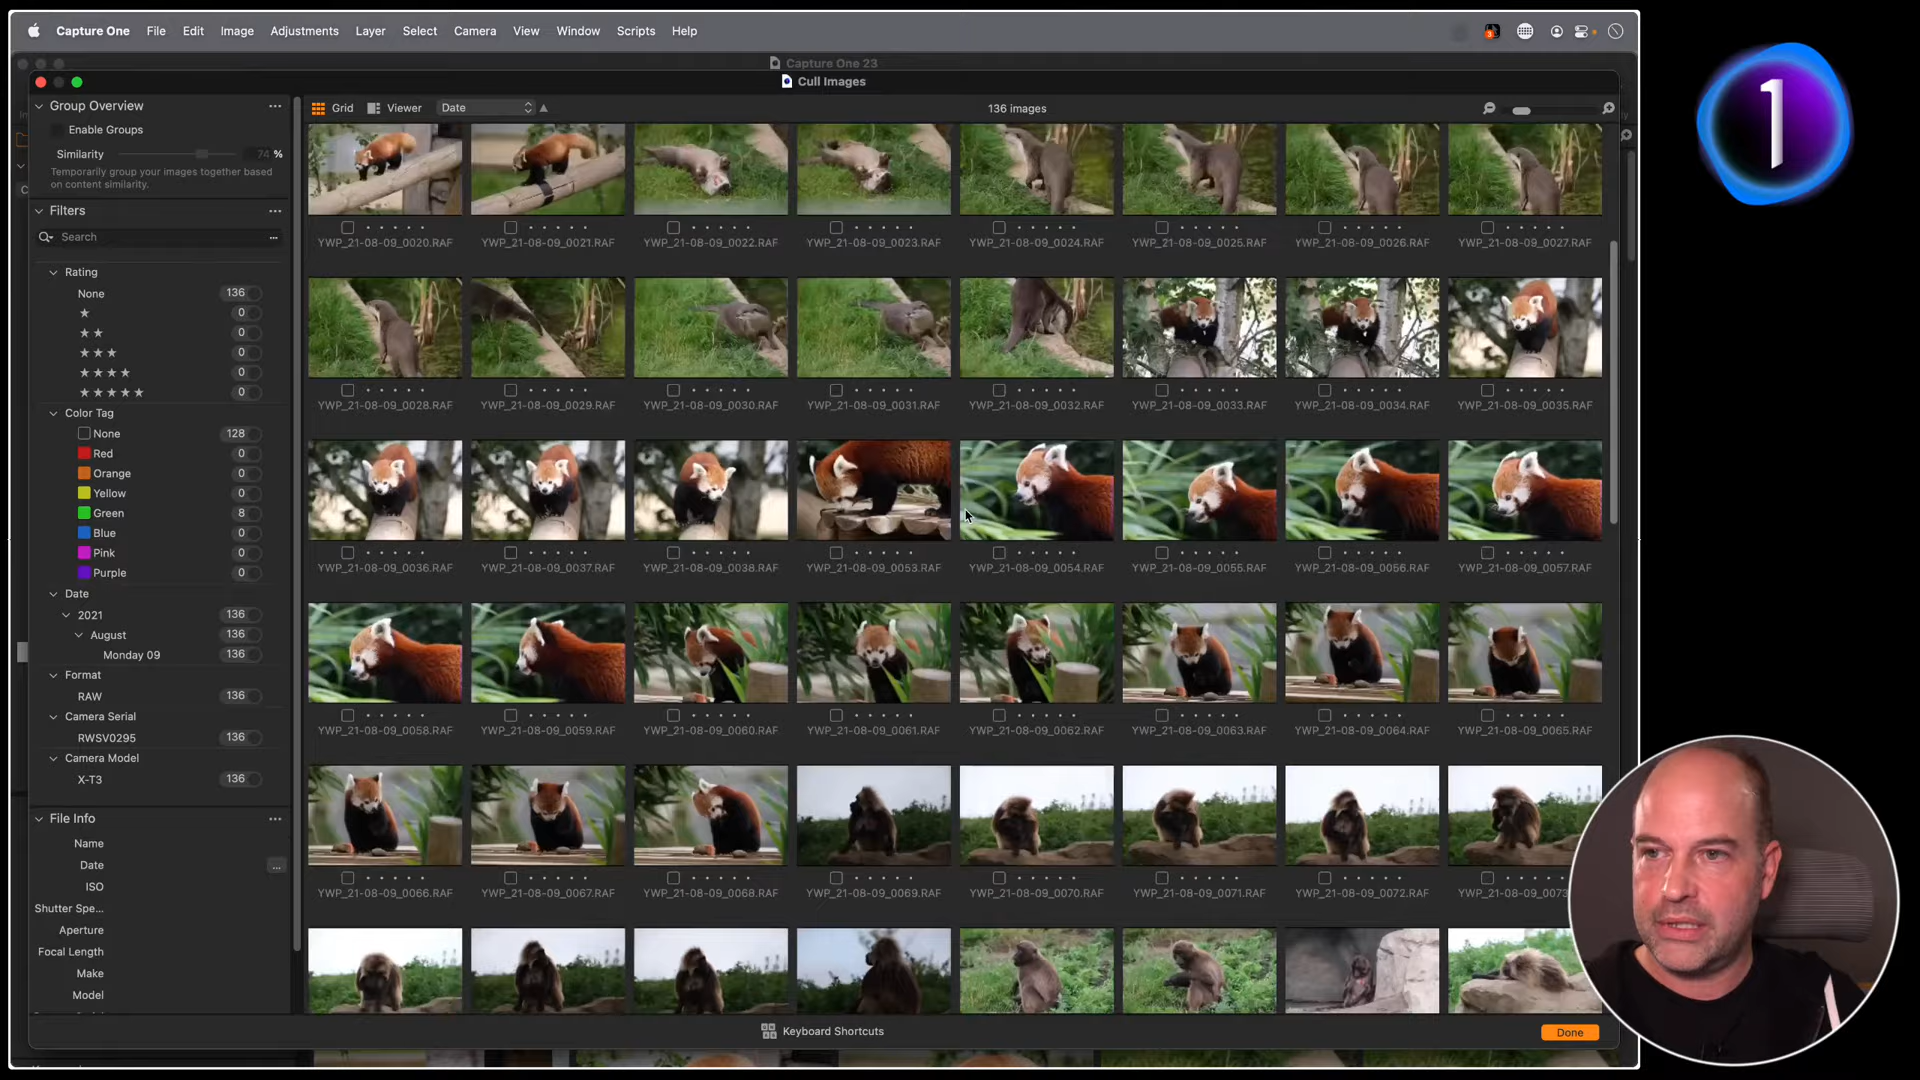 Capture One File Edit Image Adjustments Layer Select Camera View Window Scripts Help
3
Capture One 23
Cull Images
Group Overview
Enable Groups
Similarity 74 %
Temporarily group your images together based
on content similarity.
Filters
Search
Rating
None 136
★ 0
★★ 0
★★★ 0
★★★★ 0
★★★★★ 0
Color Tag
None 128
Red 0
Orange 0
Yellow 0
Green 8
Blue 0
Pink 0
Purple 0
Date
2021 136
August 136
Monday 09 136
Format
RAW 136
Camera Serial
RWSV0295 136
Camera Model
X-T3 136
File Info
Name
Date
ISO
Shutter Spe...
Aperture
Focal Length
Make
Model
Grid Viewer Date 136 images
YWP_21-08-09_0020.RAF YWP_21-08-09_0021.RAF YWP_21-08-09_0022.RAF YWP_21-08-09_0023.RAF YWP_21-08-09_0024.RAF YWP_21-08-09_0025.RAF YWP_21-08-09_0026.RAF YWP_21-08-09_0027.RAF
YWP_21-08-09_0028.RAF YWP_21-08-09_0029.RAF YWP_21-08-09_0030.RAF YWP_21-08-09_0031.RAF YWP_21-08-09_0032.RAF YWP_21-08-09_0033.RAF YWP_21-08-09_0034.RAF YWP_21-08-09_0035.RAF
YWP_21-08-09_0036.RAF YWP_21-08-09_0037.RAF YWP_21-08-09_0038.RAF YWP_21-08-09_0053.RAF YWP_21-08-09_0054.RAF YWP_21-08-09_0055.RAF YWP_21-08-09_0056.RAF YWP_21-08-09_0057.RAF
YWP_21-08-09_0058.RAF YWP_21-08-09_0059.RAF YWP_21-08-09_0060.RAF YWP_21-08-09_0061.RAF YWP_21-08-09_0062.RAF YWP_21-08-09_0063.RAF YWP_21-08-09_0064.RAF YWP_21-08-09_0065.RAF
YWP_21-08-09_0066.RAF YWP_21-08-09_0067.RAF YWP_21-08-09_0068.RAF YWP_21-08-09_0069.RAF YWP_21-08-09_0070.RAF YWP_21-08-09_0071.RAF YWP_21-08-09_0072.RAF YWP_21-08-09_0073
Keyboard Shortcuts
Done
1